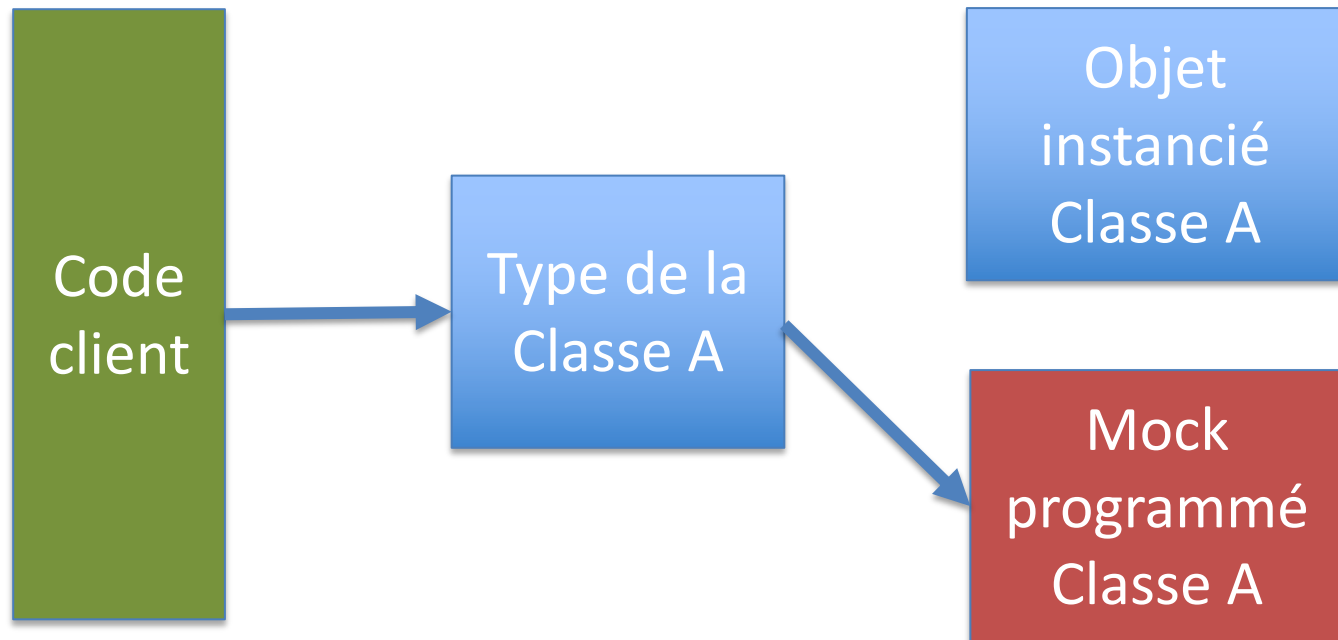 Code
client
Type de la
Classe A
Objet
instancié
Classe A
Mock
programmé
Classe A